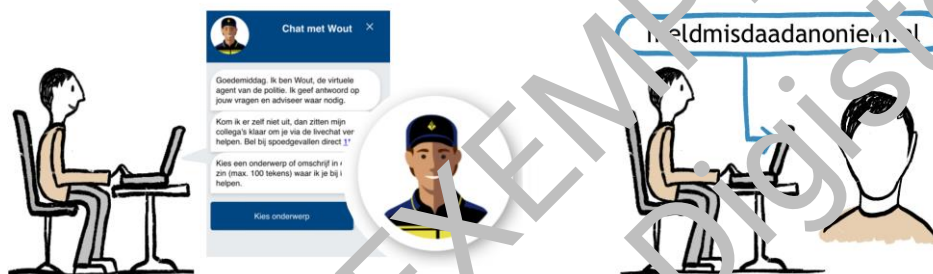 Chat met Wout ×
Goedemiddag. Ik ben Wout, de virtuele
agent van de politie. Ik geef antwoord op
jouw vragen en adviseer waar nodig.
Kom ik er zelf niet uit, dan zitten mijn
collega's klaar om je via de livechat
helpen. Bel bij spoedgevallen direct
Kies een onderwerp of omschrijf in
zin (max. 100 tekens) waar ik je bij
helpen.
Kies onderwerp
meldmisdaadanoniem.nl